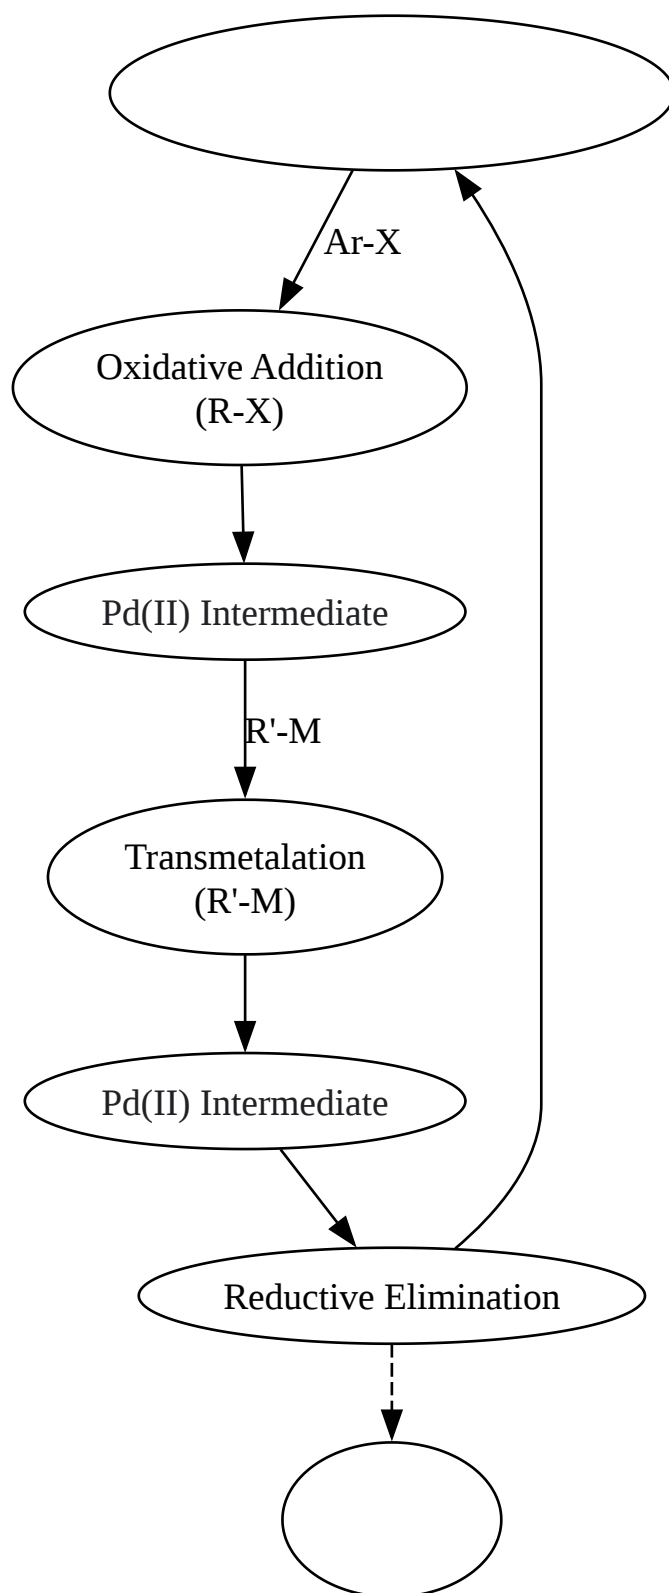 Ar-X
Oxidative Addition
(R-X)
Pd(II) Intermediate
R'-M
Transmetalation
(R'-M)
Pd(II) Intermediate
Reductive Elimination